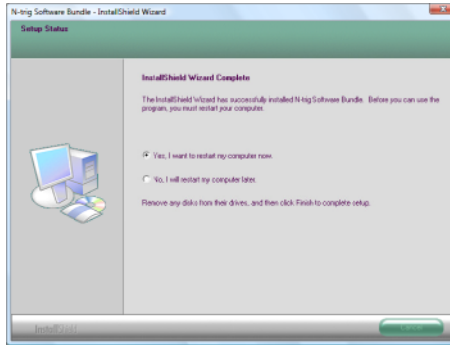 N-trig Software Bundle - InstallShield Wizard
Setup Status
InstallShield Wizard Complete
The InstallShield Wizard has successfully installed N-trig Software Bundle. Before you can use the
program, you must restart your computer.
Yes, I want to restart my computer now.
No, I will restart my computer later.
Remove any disks from their drives, and then click Finish to complete setup.
InstallShield